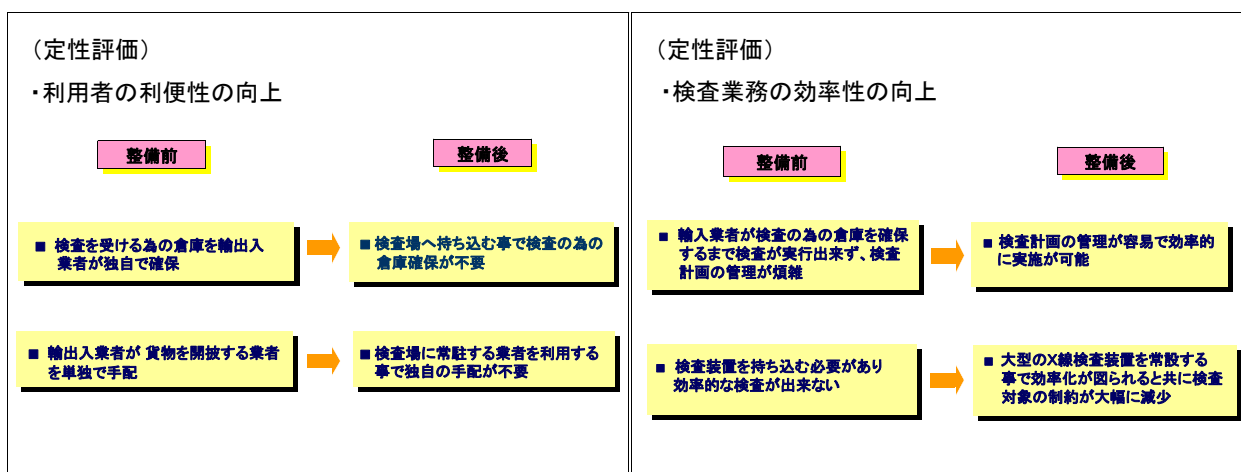 （定性評価）
・利用者の利便性の向上
整備前
整備後
■ 検査を受ける為の倉庫を輸出入
業者が独自で確保
■ 検査場へ持ち込む事で検査の為の
倉庫確保が不要
■ 輸出入業者が 貨物を開披する業者
を単独で手配
■ 検査場に常駐する業者を利用する
事で独自の手配が不要
（定性評価）
・検査業務の効率性の向上
整備前
整備後
■ 輸入業者が検査の為の倉庫を確保
するまで検査が実行出来ず、検査
計画の管理が煩雑
■ 検査計画の管理が容易で効率的
に実施が可能
■ 検査装置を持ち込む必要があり
効率的な検査が出来ない
■ 大型のX線検査装置を常設する
事で効率化が図られると共に検査
対象の制約が大幅に減少